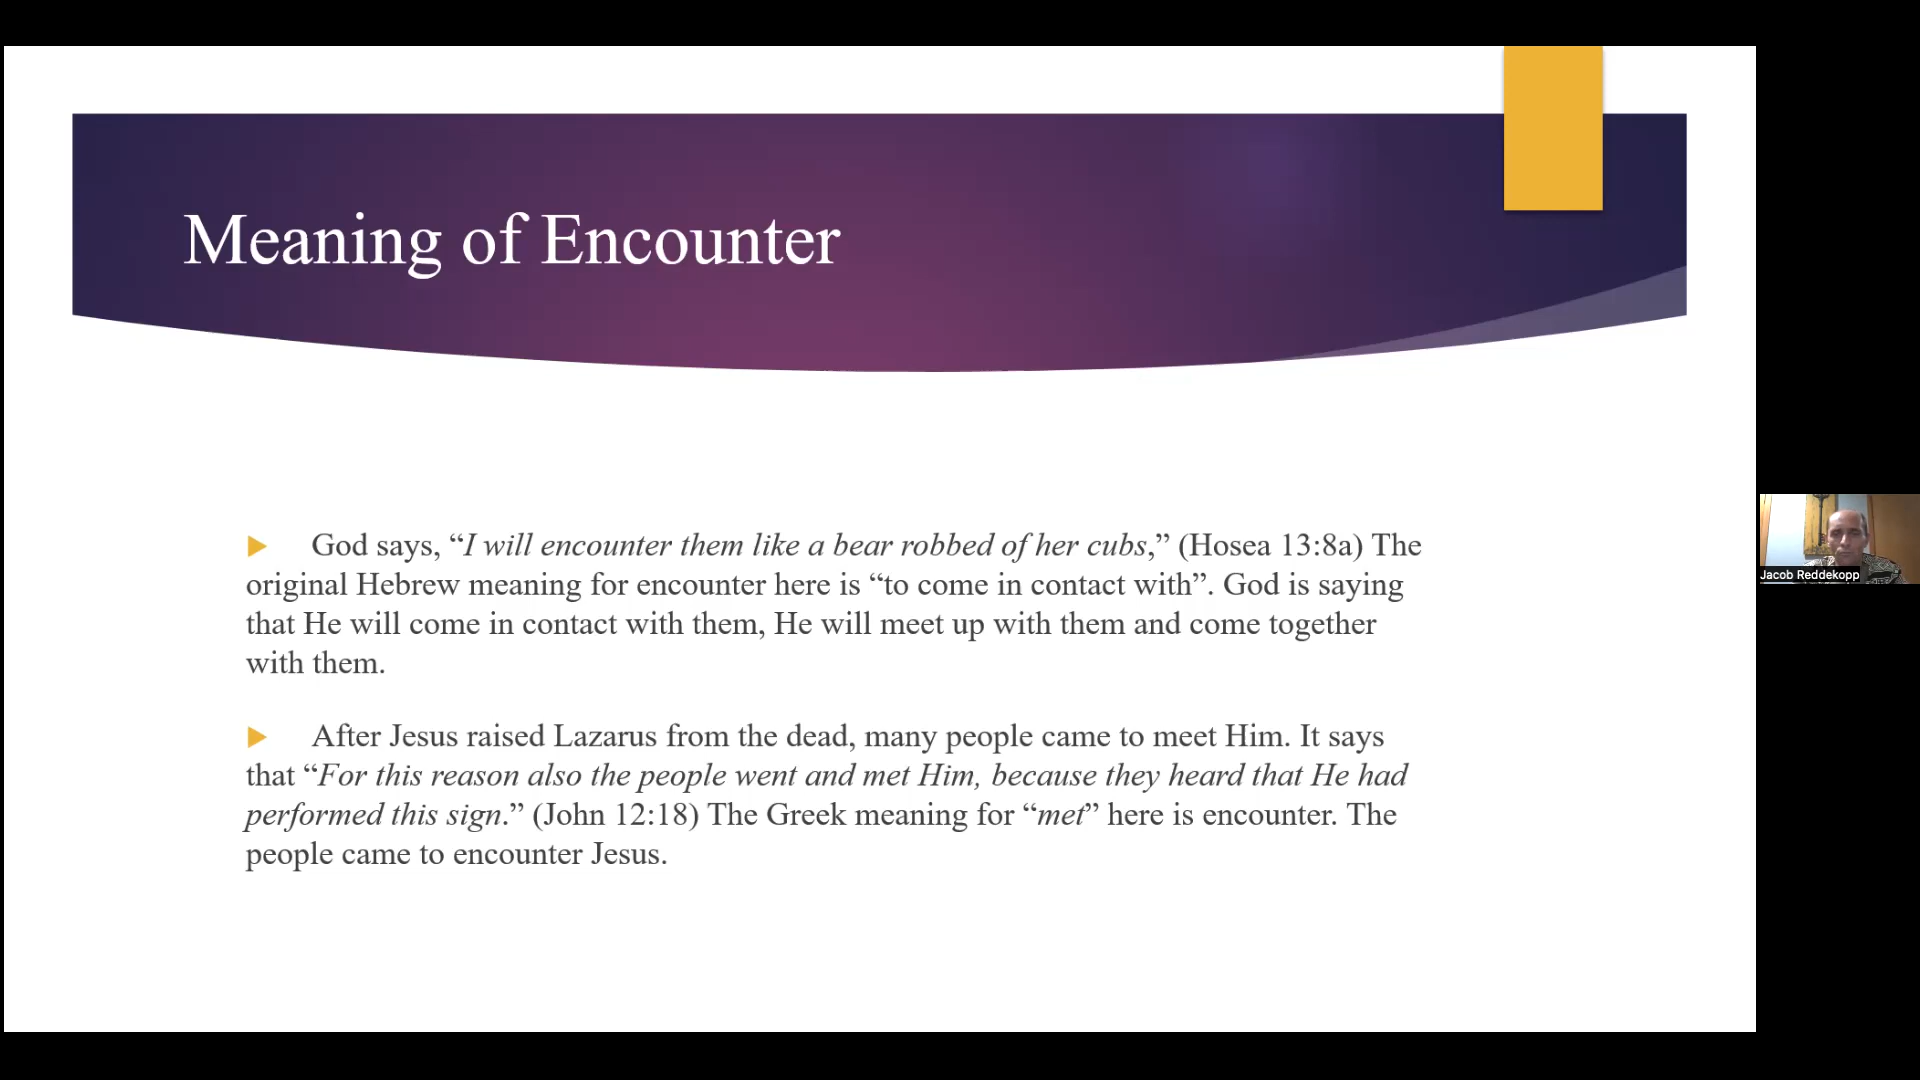 Meaning of Encounter
God says, “I will encounter them like a bear robbed of her cubs,” (Hosea 13:8a) The
original Hebrew meaning for encounter here is “to come in contact with”. God is saying
that He will come in contact with them, He will meet up with them and come together
with them.
After Jesus raised Lazarus from the dead, many people came to meet Him. It says
that “For this reason also the people went and met Him, because they heard that He had
performed this sign.” (John 12:18) The Greek meaning for “met” here is encounter. The
people came to encounter Jesus.
Jacob Reddekopp